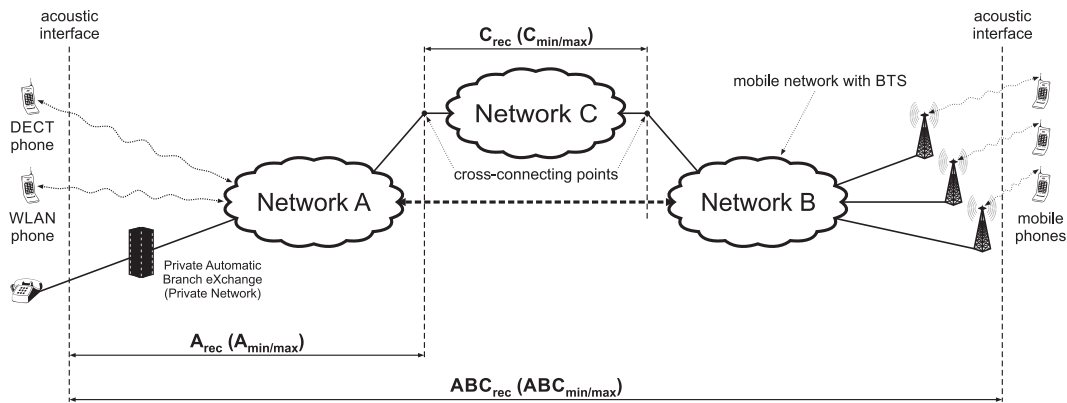 acoustic
interface
acoustic
interface
C_rec (C_min/max)
mobile network with BTS
Network C
DECT
phone
cross-connecting points
Network A
Network B
WLAN
phone
mobile
phones
Private Automatic
Branch eXchange
(Private Network)
A_rec (A_min/max)
ABC_rec (ABC_min/max)